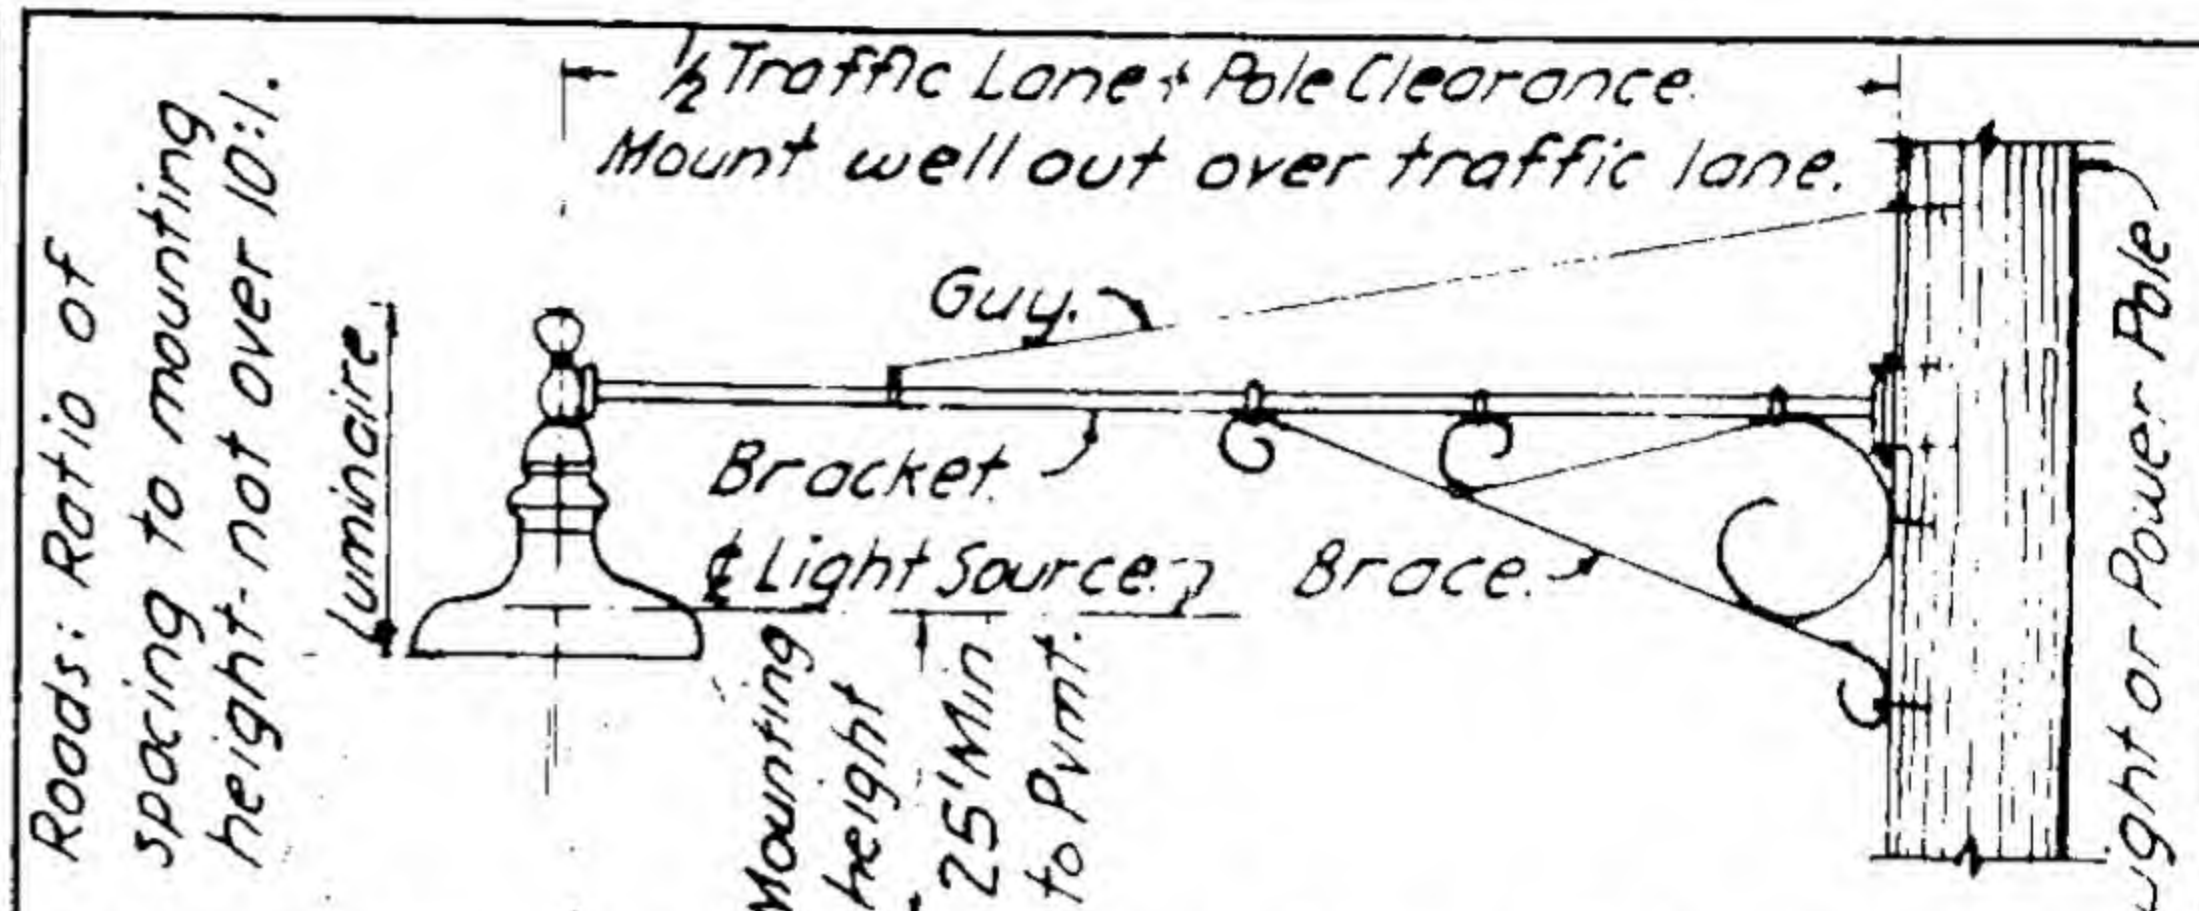 Roads: Ratio of
spacing to mounting
height-not over 10:1.
Luminaire
½ Traffic Lane + Pole Clearance.
Mount well out over traffic lane.
Guy.
Bracket.
℄ Light Source.
Brace.
Mounting
height
25' Min
to Pvmt.
or Power Pole